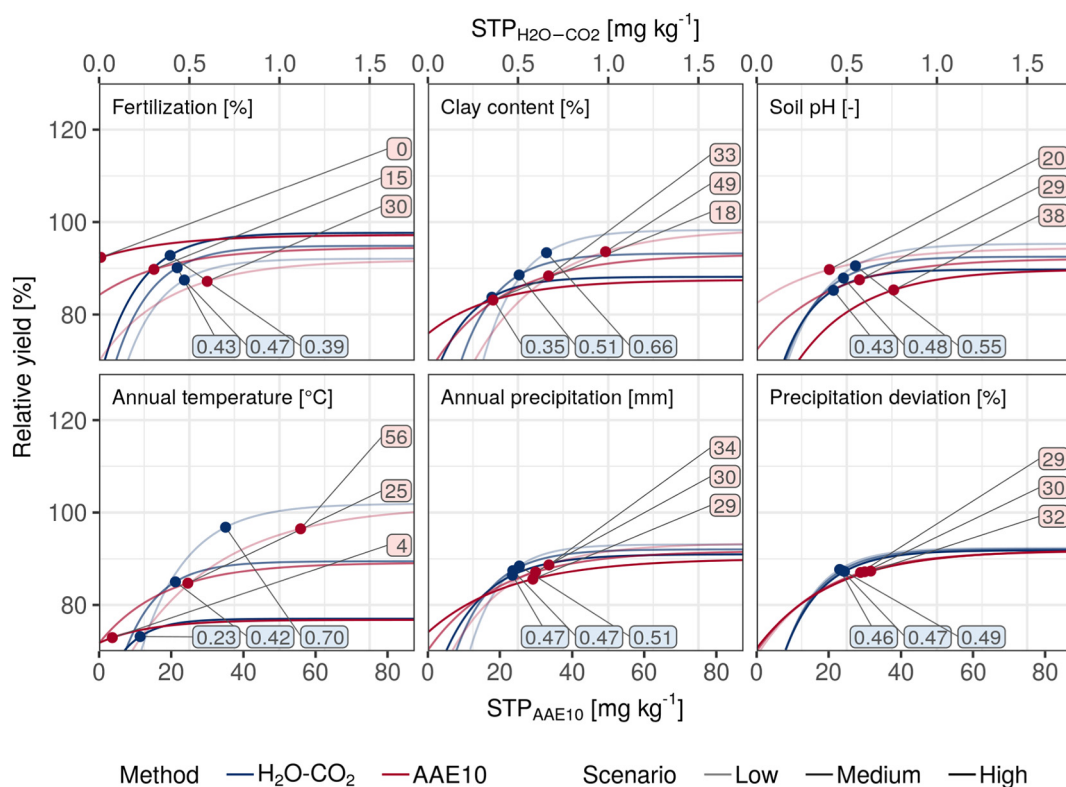 STP_H2O−CO2 [mg kg⁻¹]
0.0 0.5 1.0 1.5 0.0 0.5 1.0 1.5 0.0 0.5 1.0 1.5
Relative yield [%]
Fertilization [%]
120
100
80
0
15
30
0.43 0.47 0.39
Clay content [%]
33
49
18
0.35 0.51 0.66
Soil pH [-]
20
29
38
0.43 0.48 0.55
Annual temperature [°C]
120
100
80
56
25
4
0.23 0.42 0.70
Annual precipitation [mm]
34
30
29
0.47 0.47 0.51
Precipitation deviation [%]
29
30
32
0.46 0.47 0.49
0 20 40 60 80 0 20 40 60 80 0 20 40 60 80
STP_AAE10 [mg kg⁻¹]
Method H₂O-CO₂ AAE10 Scenario Low Medium High